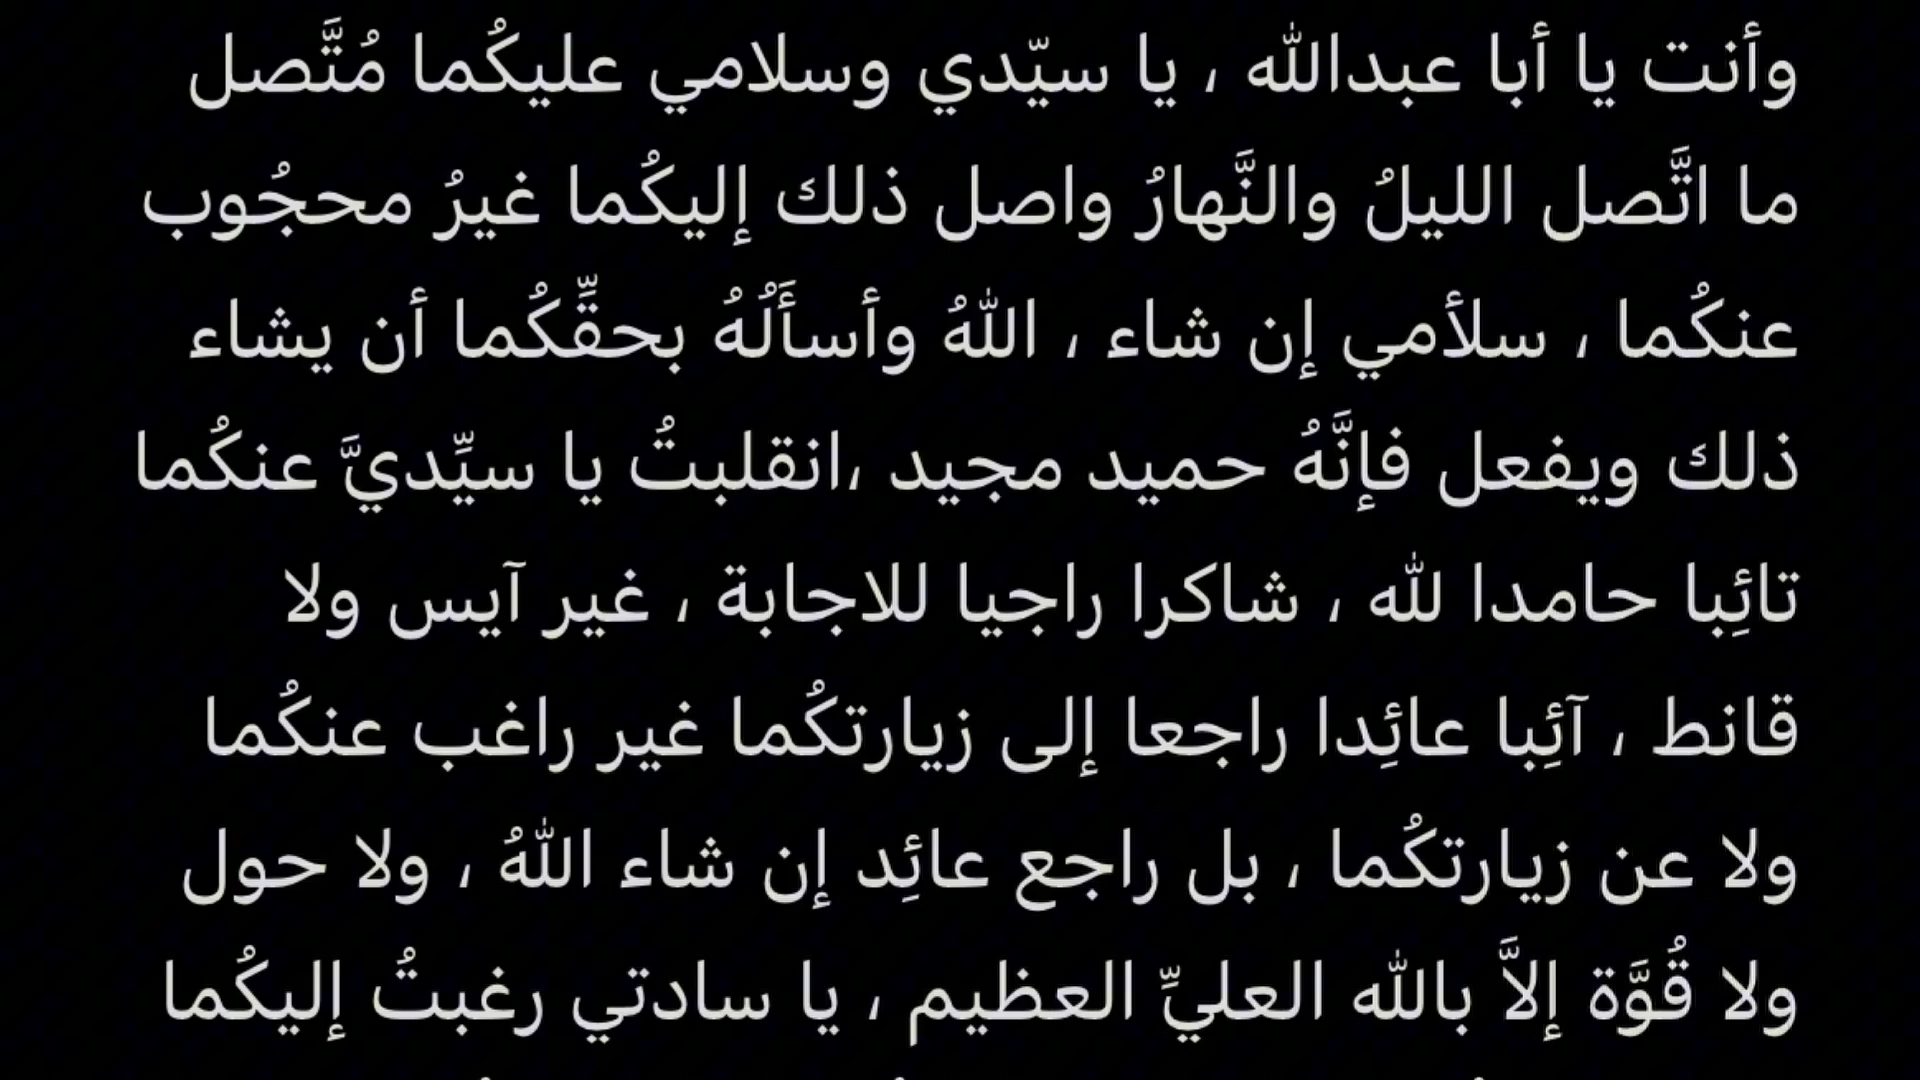 وأنت يا أبا عبدالله ، يا سيّدي وسلامي عليكُما مُتَّصل
ما اتَّصل الليلُ والنَّهارُ واصل ذلك إليكُما غيرُ محجُوب
عنكُما ، سلأمي إن شاء ، اللهُ وأسأَلُهُ بحقِّكُما أن يشاء
ذلك ويفعل فإنَّهُ حميد مجيد ،انقلبتُ يا سيِّديَّ عنكُما
تائِبا حامدا لله ، شاكرا راجيا للاجابة ، غير آيس ولا
قانط ، آئِبا عائِدا راجعا إلى زيارتكُما غير راغب عنكُما
ولا عن زيارتكُما ، بل راجع عائِد إن شاء اللهُ ، ولا حول
ولا قُوَّة إلاَّ بالله العليِّ العظيم ، يا سادتي رغبتُ إليكُما